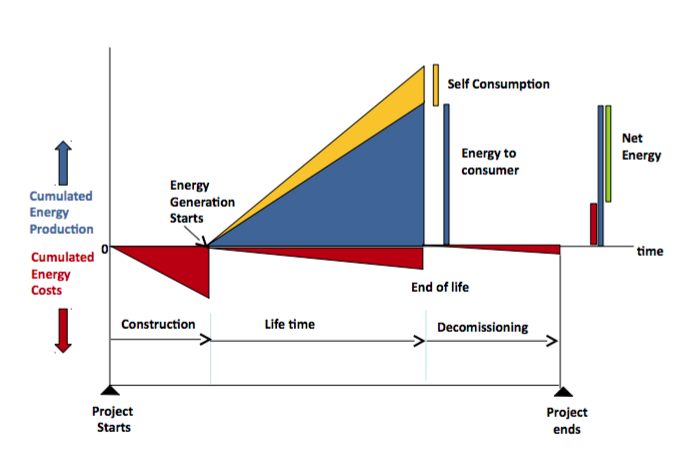 Self Consumption
Net
Energy
Energy to
consumer
Energy
Generation
Starts
Cumulated
Energy
Production
0
time
Cumulated
Energy
Costs
End of life
Construction
Life time
Decomissioning
Project
Starts
Project
ends